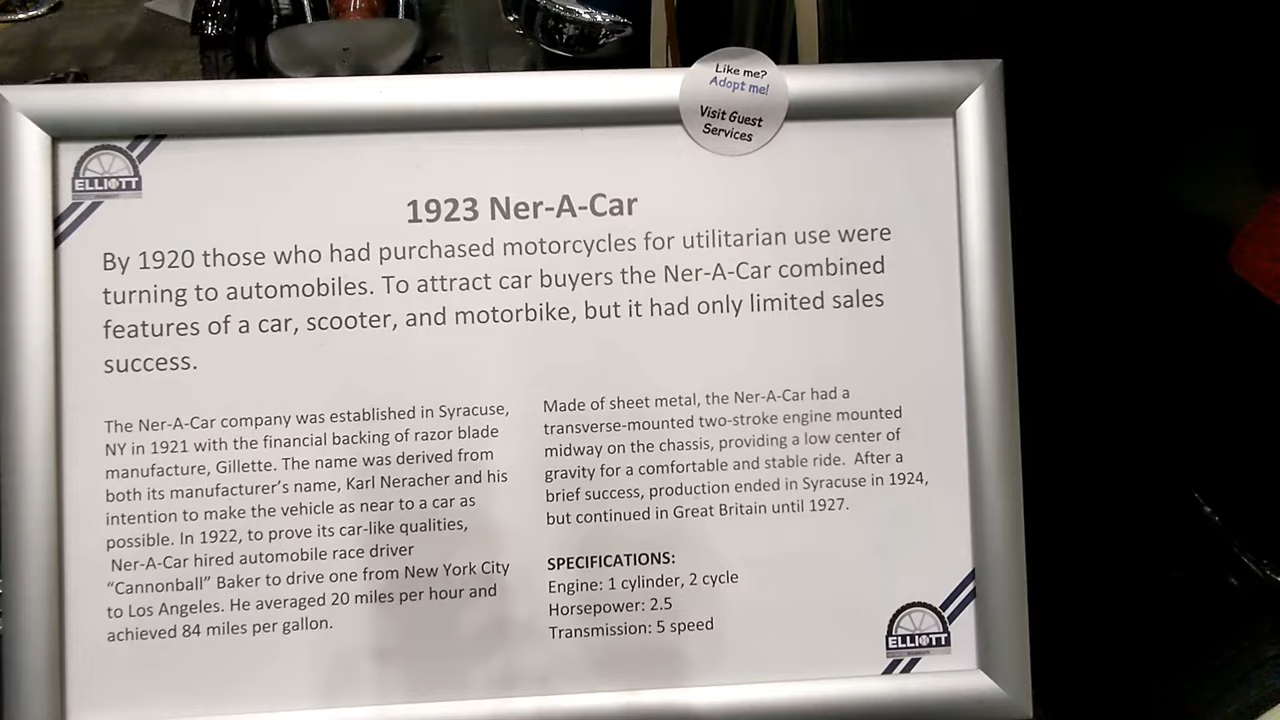 Like me?
Adopt me!
Visit Guest
Services
ELLIOTT
1923 Ner-A-Car
By 1920 those who had purchased motorcycles for utilitarian use were
turning to automobiles. To attract car buyers the Ner-A-Car combined
features of a car, scooter, and motorbike, but it had only limited sales
success.
The Ner-A-Car company was established in Syracuse,
NY in 1921 with the financial backing of razor blade
manufacture, Gillette. The name was derived from
both its manufacturer's name, Karl Neracher and his
intention to make the vehicle as near to a car as
possible. In 1922, to prove its car-like qualities,
Ner-A-Car hired automobile race driver
“Cannonball” Baker to drive one from New York City
to Los Angeles. He averaged 20 miles per hour and
achieved 84 miles per gallon.
Made of sheet metal, the Ner-A-Car had a
transverse-mounted two-stroke engine mounted
midway on the chassis, providing a low center of
gravity for a comfortable and stable ride. After a
brief success, production ended in Syracuse in 1924,
but continued in Great Britain until 1927.
SPECIFICATIONS:
Engine: 1 cylinder, 2 cycle
Horsepower: 2.5
Transmission: 5 speed
ELLIOTT